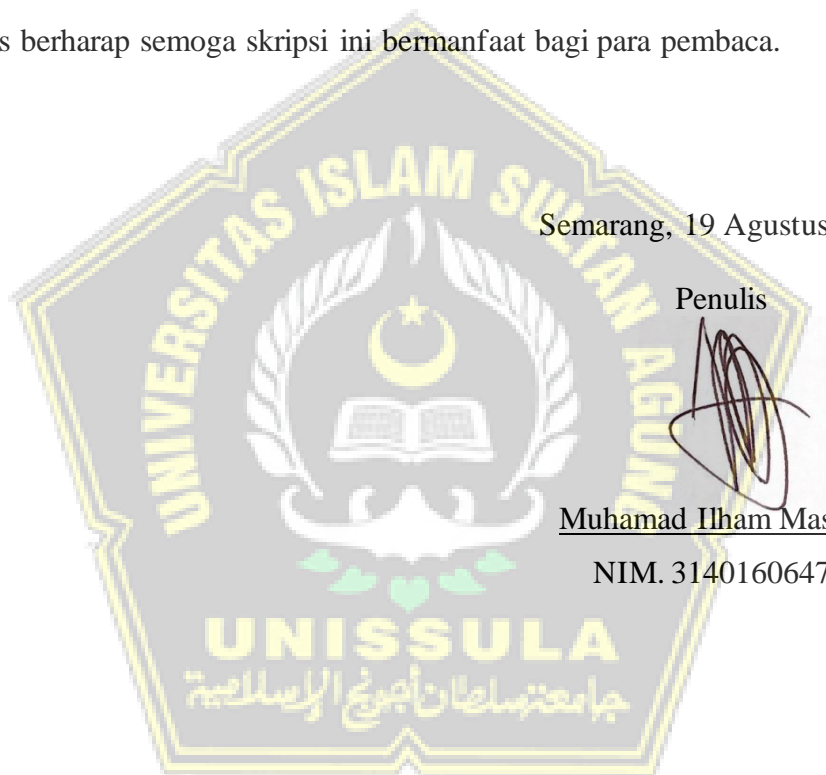 s berharap semoga skripsi ini bermanfaat bagi para pembaca.
Semarang, 19 Agustus
Penulis
Muhamad Ilham Mas
NIM. 3140160647
UNIVERSITAS ISLAM SULTAN AGUNG
UNISSULA
جامعة سلطان أجونج الإسلامية